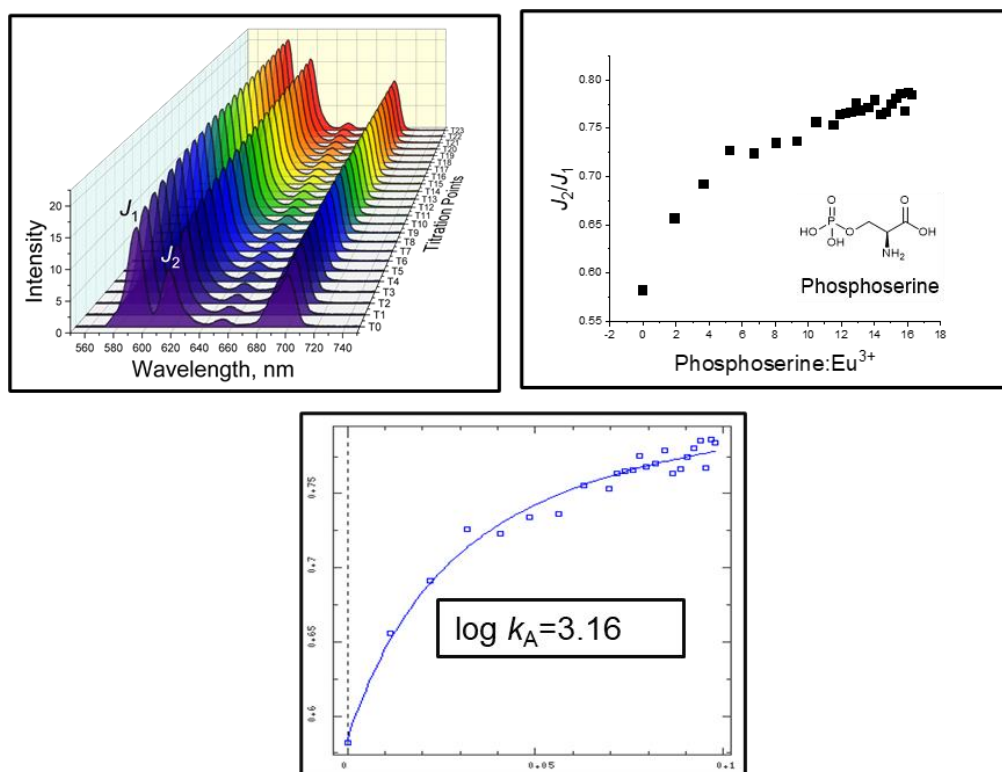 J1
J2
Intensity
20
15
10
5
0
560 580 600 620 640 660 680 700 720 740
Wavelength, nm
T23
T22
T21
T20
T19
T18
T17
T16
T15
T14
T13
T12
T11
T10
T9
T8
T7
T6
T5
T4
T3
T2
T1
T0
Titration Points
J2/J1
0.80
0.75
0.70
0.65
0.60
0.55
-2 0 2 4 6 8 10 12 14 16 18
Phosphoserine:Eu3+
O
O
HO
P
O
OH
OH
NH2
Phosphoserine
0.75
0.7
0.65
0.6
0 0.05 0.1
log kA=3.16